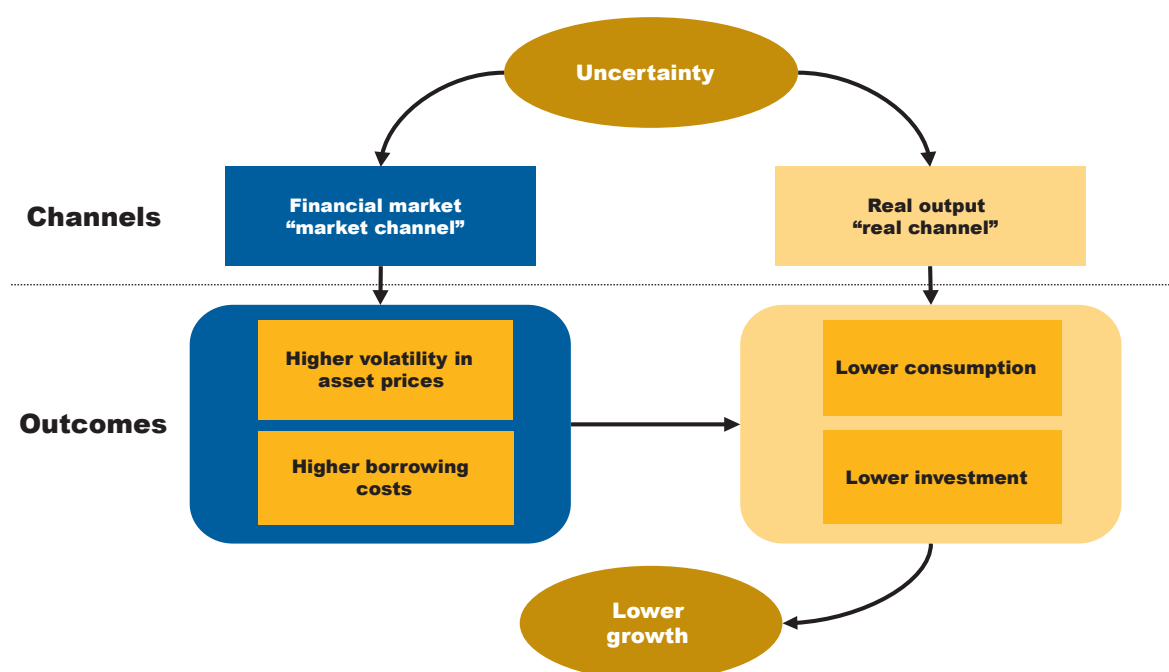 Uncertainty
Channels
Financial market
“market channel”
Real output
“real channel”
Outcomes
Higher volatility in
asset prices
Higher borrowing
costs
Lower consumption
Lower investment
Lower
growth